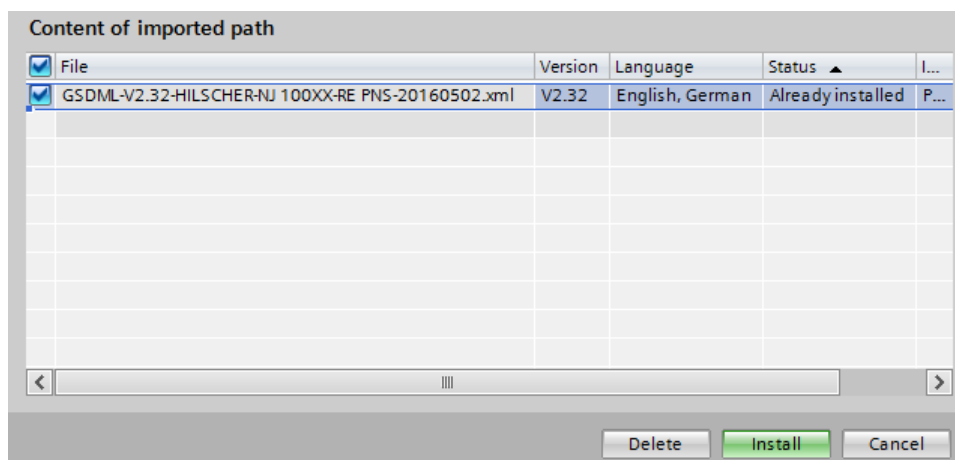 Content of imported path
File Version Language Status I...
GSDML-V2.32-HILSCHER-NJ 100XX-RE PNS-20160502.xml V2.32 English, German Already installed P...
Delete Install Cancel